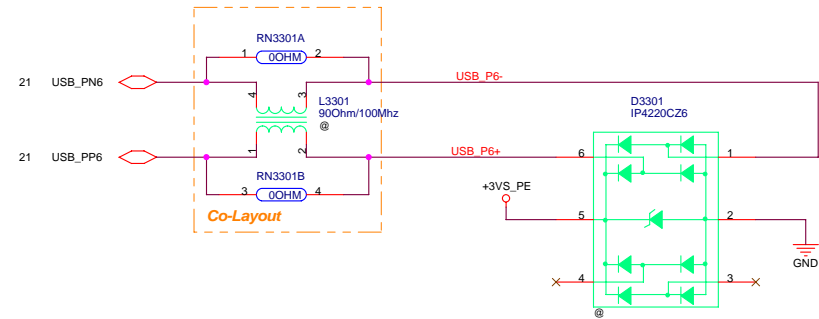 RN3301A
1 0OHM 2
21 USB_PN6
USB_P6-
4 3
L3301
90Ohm/100Mhz
@
D3301
IP4220CZ6
1 2
21 USB_PP6
USB_P6+
6 1
RN3301B
3 0OHM 4
+3VS_PE
Co-Layout
5 2
GND
4 3
@